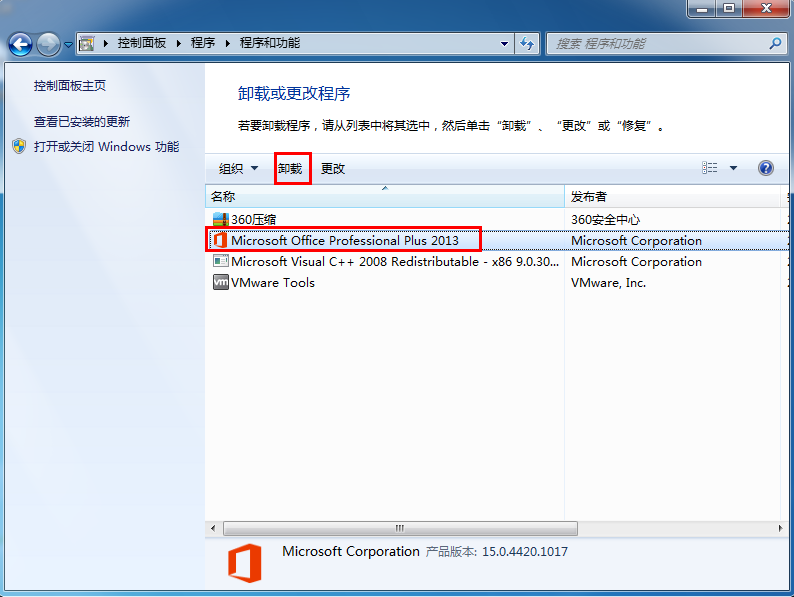 控制面板 程序 程序和功能
搜索 程序和功能
控制面板主页
查看已安装的更新
打开或关闭 Windows 功能
卸载或更改程序
若要卸载程序，请从列表中将其选中，然后单击“卸载”、“更改”或“修复”。
组织 卸载 更改
名称 发布者
360压缩 360安全中心
Microsoft Office Professional Plus 2013 Microsoft Corporation
Microsoft Visual C++ 2008 Redistributable - x86 9.0.30... Microsoft Corporation
vm VMware Tools VMware, Inc.
Microsoft Corporation 产品版本: 15.0.4420.1017